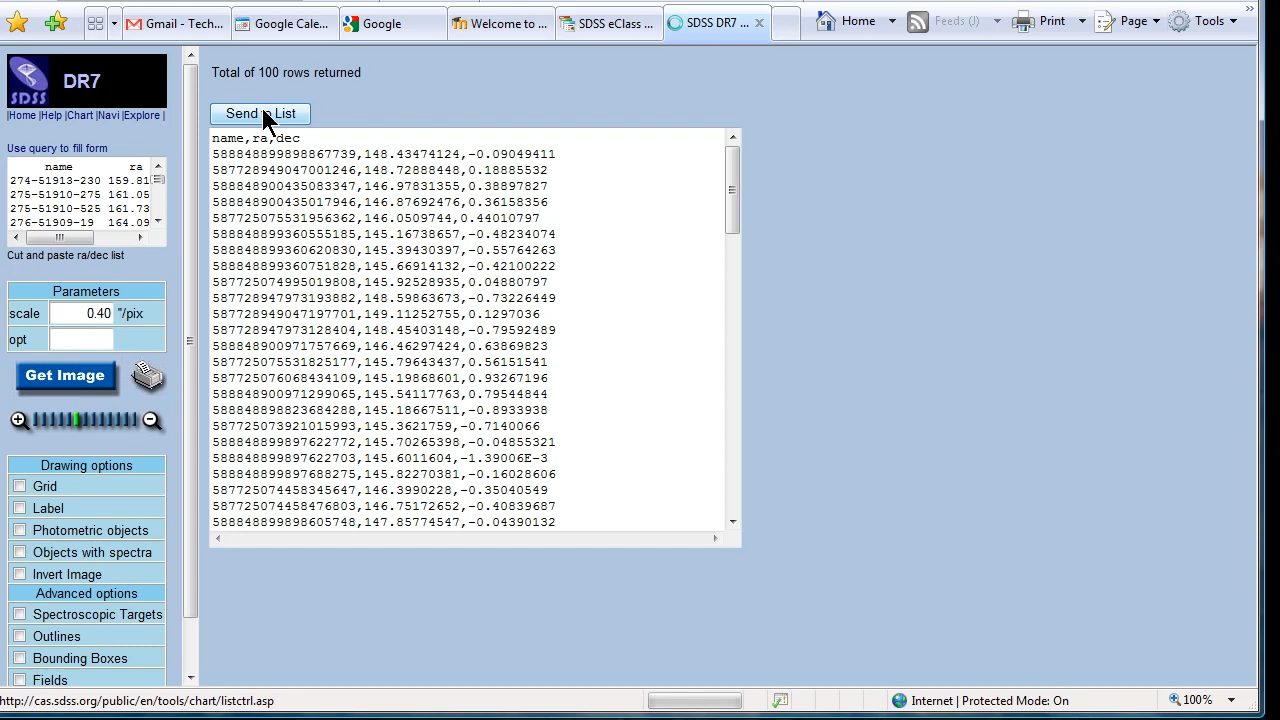 Gmail - Tech...
Google Cale...
Google
Welcome to ...
SDSS eClass ...
SDSS DR7 ...
Home
Feeds (J)
Print
Page
Tools
SDSS
DR7
|Home |Help |Chart |Navi |Explore |
Use query to fill form
name ra
274-51913-230 159.81
275-51910-275 161.05
275-51910-525 161.73
276-51909-19 164.09
Cut and paste ra/dec list
Parameters
scale 0.40 "/pix
opt
Get Image
Drawing options
Grid
Label
Photometric objects
Objects with spectra
Invert Image
Advanced options
Spectroscopic Targets
Outlines
Bounding Boxes
Fields
Total of 100 rows returned
Send List
name,ra,dec
588848899898867739,148.43474124,-0.09049411
587728949047001246,148.72888448,0.18885532
588848900435083347,146.97831355,0.38897827
588848900435017946,146.87692476,0.36158356
587725075531956362,146.0509744,0.44010797
588848899360555185,145.16738657,-0.48234074
588848899360620830,145.39430397,-0.55764263
588848899360751828,145.66914132,-0.42100222
587725074995019808,145.92528935,0.04880797
587728947973193882,148.59863673,-0.73226449
587728949047197701,149.11252755,0.1297036
587728947973128404,148.45403148,-0.79592489
588848900971757669,146.46297424,0.63869823
587725075531825177,145.79643437,0.56151541
587725076068434109,145.19868601,0.93267196
588848900971299065,145.54117763,0.79544844
588848898823684288,145.18667511,-0.8933938
587725073921015993,145.3621759,-0.7140066
588848899897622772,145.70265398,-0.04855321
588848899897622703,145.6011604,-1.39006E-3
588848899897688275,145.82270381,-0.16028606
587725074458345647,146.3990228,-0.35040549
587725074458476803,146.75172652,-0.40839687
588848899898605748,147.85774547,-0.04390132
http://cas.sdss.org/public/en/tools/chart/listctrl.asp
Internet | Protected Mode: On
100%